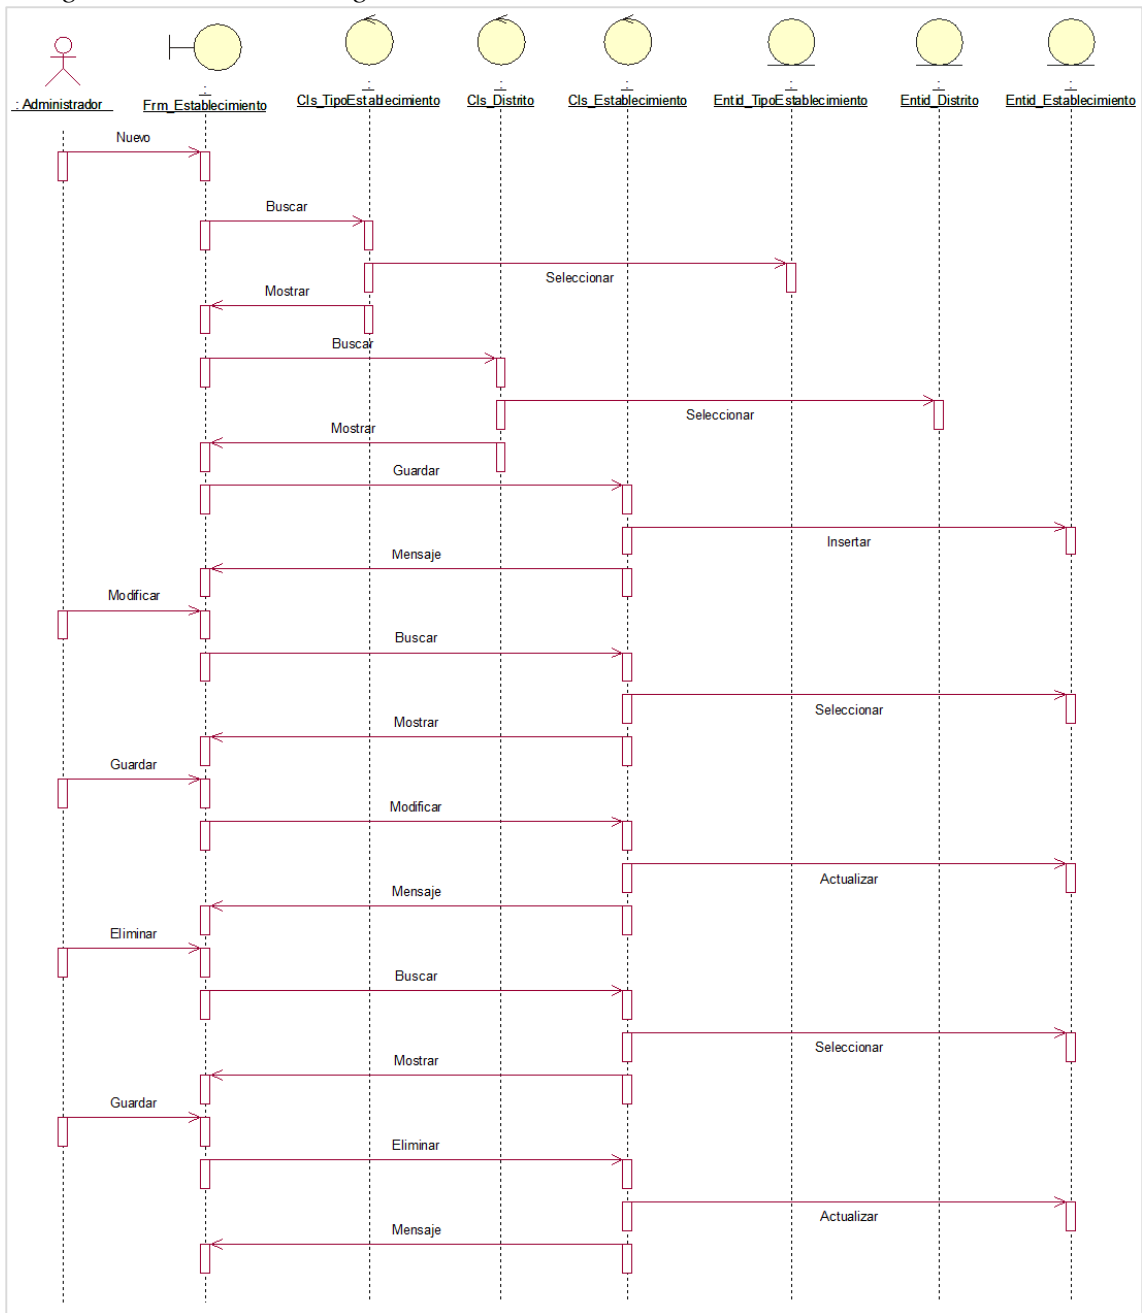 : Administrador
Frm_Establecimiento
Cls_TipoEstablecimiento
Cls_Distrito
Cls_Establecimiento
Entid_TipoEstablecimiento
Entid_Distrito
Entid_Establecimiento
Nuevo
Buscar
Seleccionar
Mostrar
Buscar
Seleccionar
Mostrar
Guardar
Insertar
Mensaje
Modificar
Buscar
Seleccionar
Mostrar
Guardar
Modificar
Actualizar
Mensaje
Eliminar
Buscar
Seleccionar
Mostrar
Guardar
Eliminar
Actualizar
Mensaje